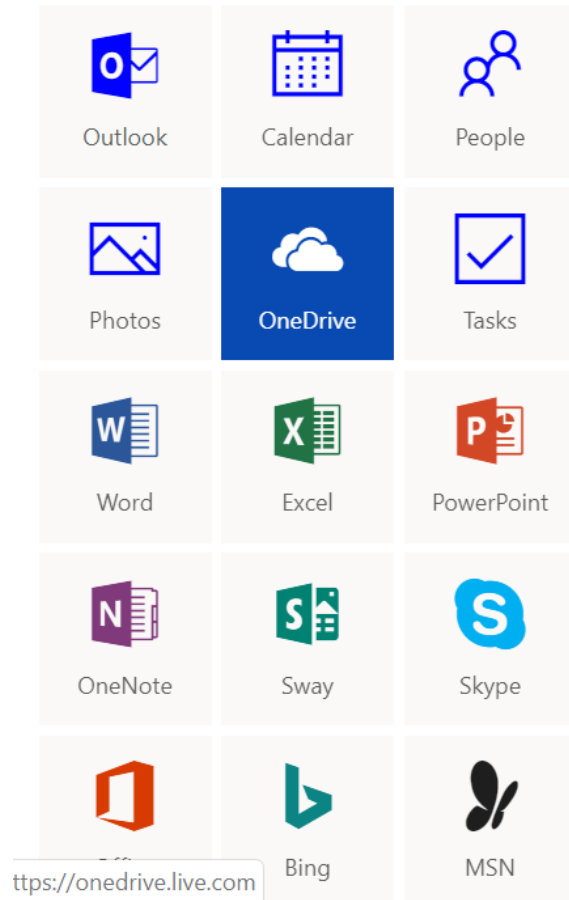 Outlook
Calendar
People
Photos
OneDrive
Tasks
Word
Excel
PowerPoint
OneNote
Sway
Skype
Bing
MSN
ttps://onedrive.live.com